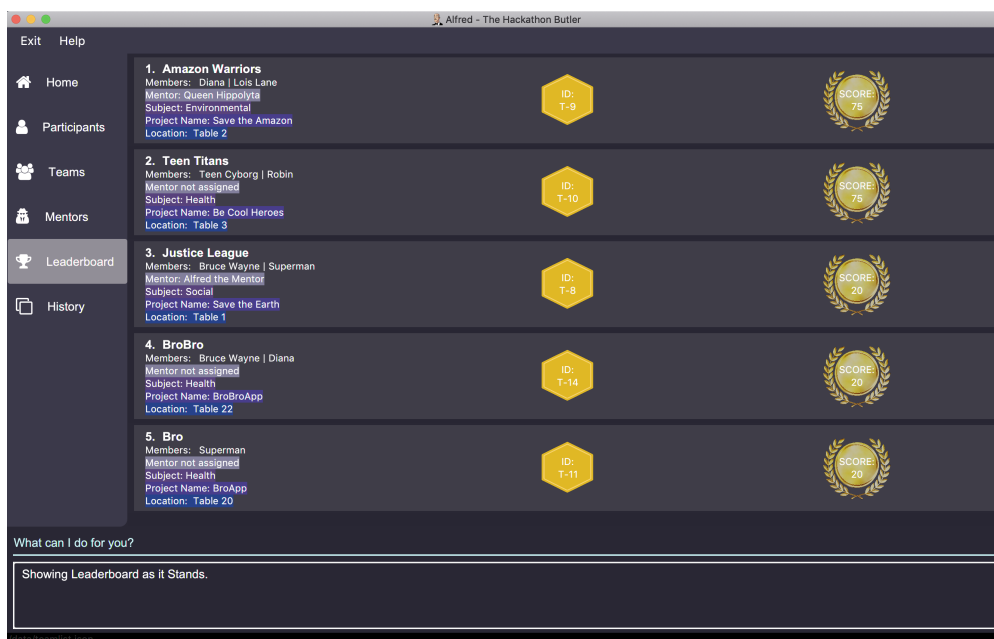 Alfred - The Hackathon Butler
Exit Help
Home
Participants
Teams
Mentors
Leaderboard
History
1. Amazon Warriors
Members: Diana | Lois Lane
Mentor: Queen Hippolyta
Subject: Environmental
Project Name: Save the Amazon
Location: Table 2
ID:
T-9
SCORE:
75
2. Teen Titans
Members: Teen Cyborg | Robin
Mentor not assigned
Subject: Health
Project Name: Be Cool Heroes
Location: Table 3
ID:
T-10
SCORE:
75
3. Justice League
Members: Bruce Wayne | Superman
Mentor: Alfred the Mentor
Subject: Social
Project Name: Save the Earth
Location: Table 1
ID:
T-8
SCORE:
20
4. BroBro
Members: Bruce Wayne | Diana
Mentor not assigned
Subject: Health
Project Name: BroBroApp
Location: Table 22
ID:
T-14
SCORE:
20
5. Bro
Members: Superman
Mentor not assigned
Subject: Health
Project Name: BroApp
Location: Table 20
ID:
T-11
SCORE:
20
What can I do for you?
Showing Leaderboard as it Stands.